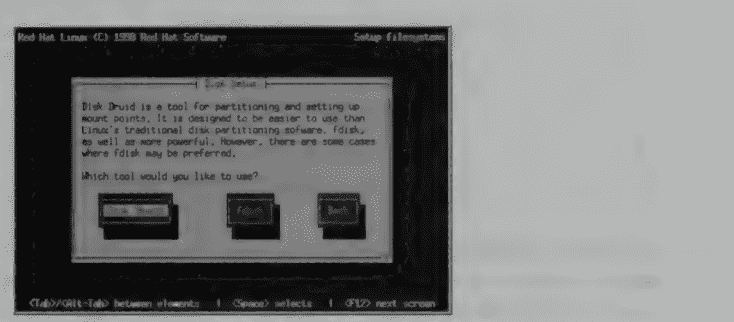 Red Hat Linux (C) 1998 Red Hat Software Setup filesystems
Disk Setup
Disk Druid is a tool for partitioning and setting up
mount points. It is designed to be easier to use than
Linux's traditional disk partitioning sofware, fdisk,
as well as more powerful. However, there are some cases
where fdisk may be preferred.
Which tool would you like to use?
Disk Druid fdisk Back
<Tab>/<Alt-Tab> between elements | <Space> selects | <F12> next screen